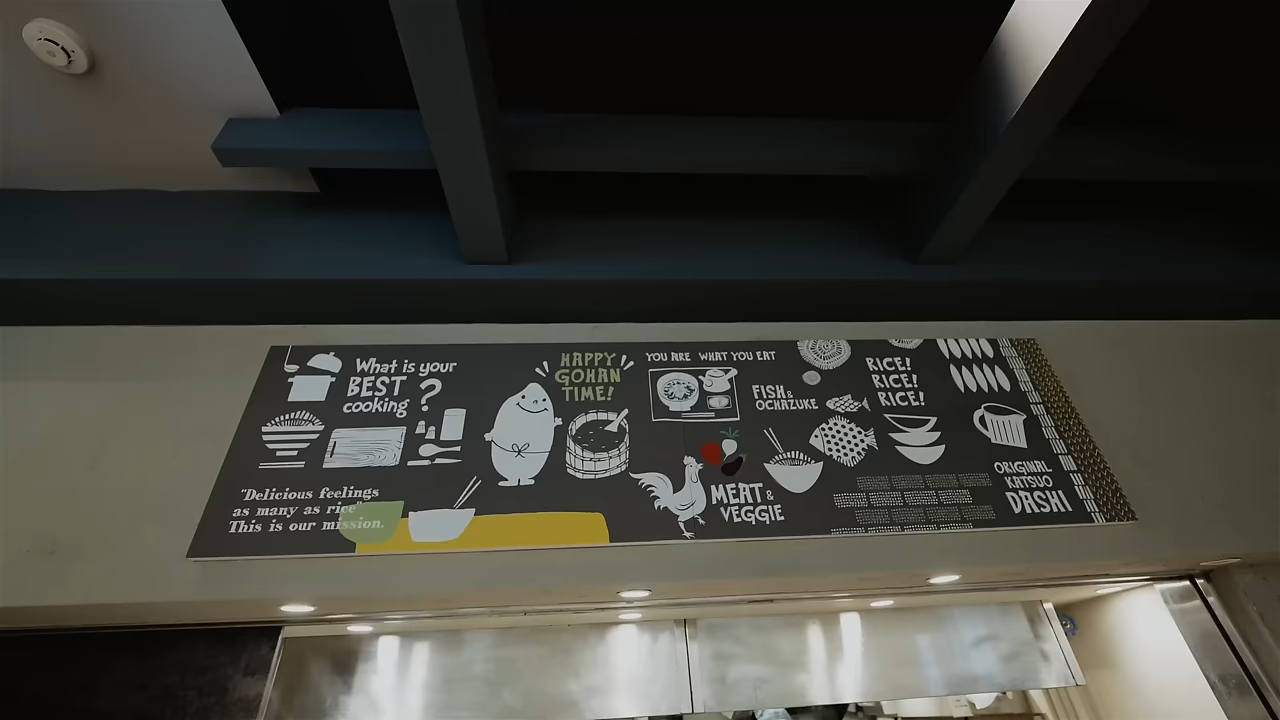 What is your
BEST
cooking ?
HAPPY
GOHAN
TIME!
YOU ARE WHAT YOU EAT
FISH &
OCHAZUKE
RICE!
RICE!
RICE!
"Delicious feelings
as many as rice"
This is our mission.
MEAT &
VEGGIE
ORIGINAL
KATSUO
DASHI